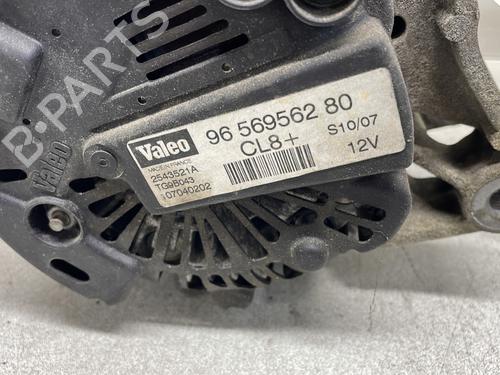 B-PARTS
Valeo
96 569562 80
CL8+
S10/07
12V
MADE IN FRANCE
2543521A
TG9B043
07040202
Valeo